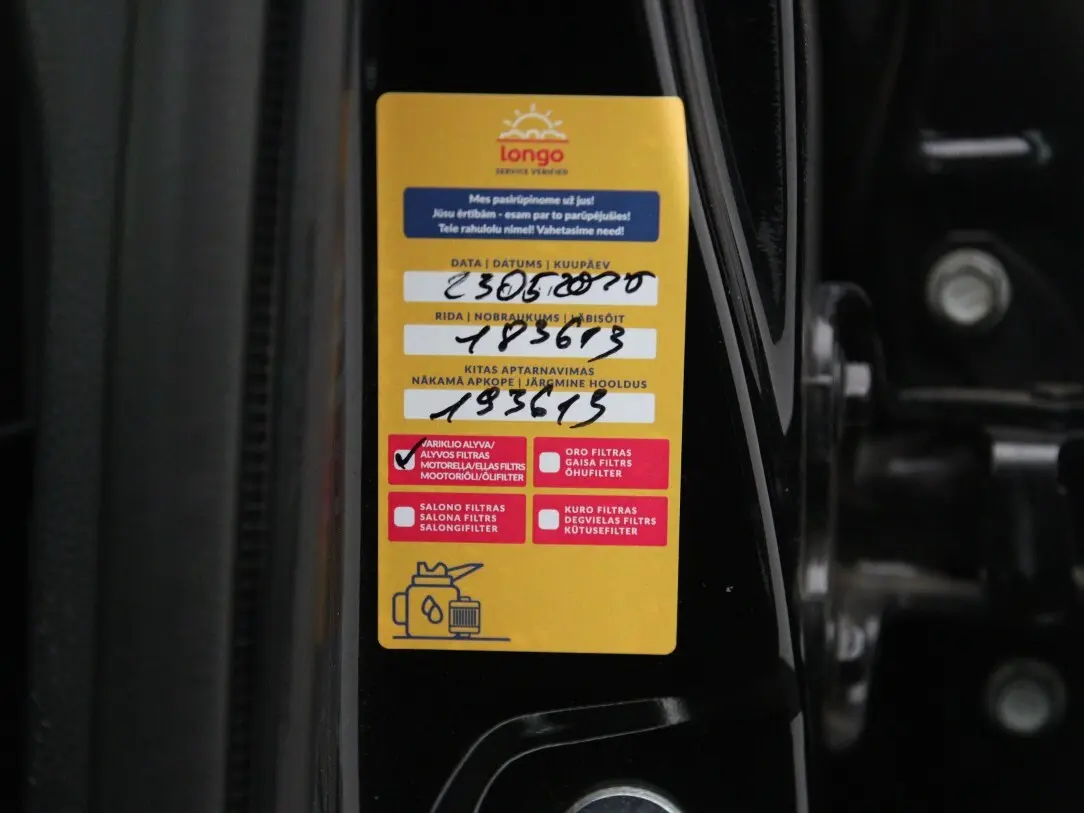 longo
SERVICE VERIFIED
Mes pasirūpinome už jus!
Jūsu ērtībām - esam par to parūpējušies!
Teie rahulolu nimel! Vahetasime need!
DATA | DATUMS | KUUPÄEV
RIDA | NOBRAUKUMS | LÄBISÕIT
183613
KITAS APTARNAVIMAS
NĀKAMĀ APKOPE | JÄRGMINE HOOLDUS
193613
VARIKLIO ALYVA/
ALYVOS FILTRAS
MOTOREĻĻA/EĻĻAS FILTRS
MOOTORIÕLI/ÕLIFILTER
ORO FILTRAS
GAISA FILTRS
ÕHUFILTER
SALONO FILTRAS
SALONA FILTRS
SALONGIFILTER
KURO FILTRAS
DEGVIELAS FILTRS
KÜTUSEFILTER